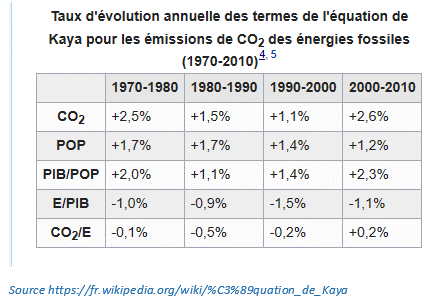 Taux d'évolution annuelle des termes de l'équation de
Kaya pour les émissions de CO₂ des énergies fossiles
(1970-2010)⁴,⁵
1970-1980 1980-1990 1990-2000 2000-2010
CO₂ +2,5% +1,5% +1,1% +2,6%
POP +1,7% +1,7% +1,4% +1,2%
PIB/POP +2,0% +1,1% +1,4% +2,3%
E/PIB -1,0% -0,9% -1,5% -1,1%
CO₂/E -0,1% -0,5% -0,2% +0,2%
Source https://fr.wikipedia.org/wiki/%C3%89quation_de_Kaya